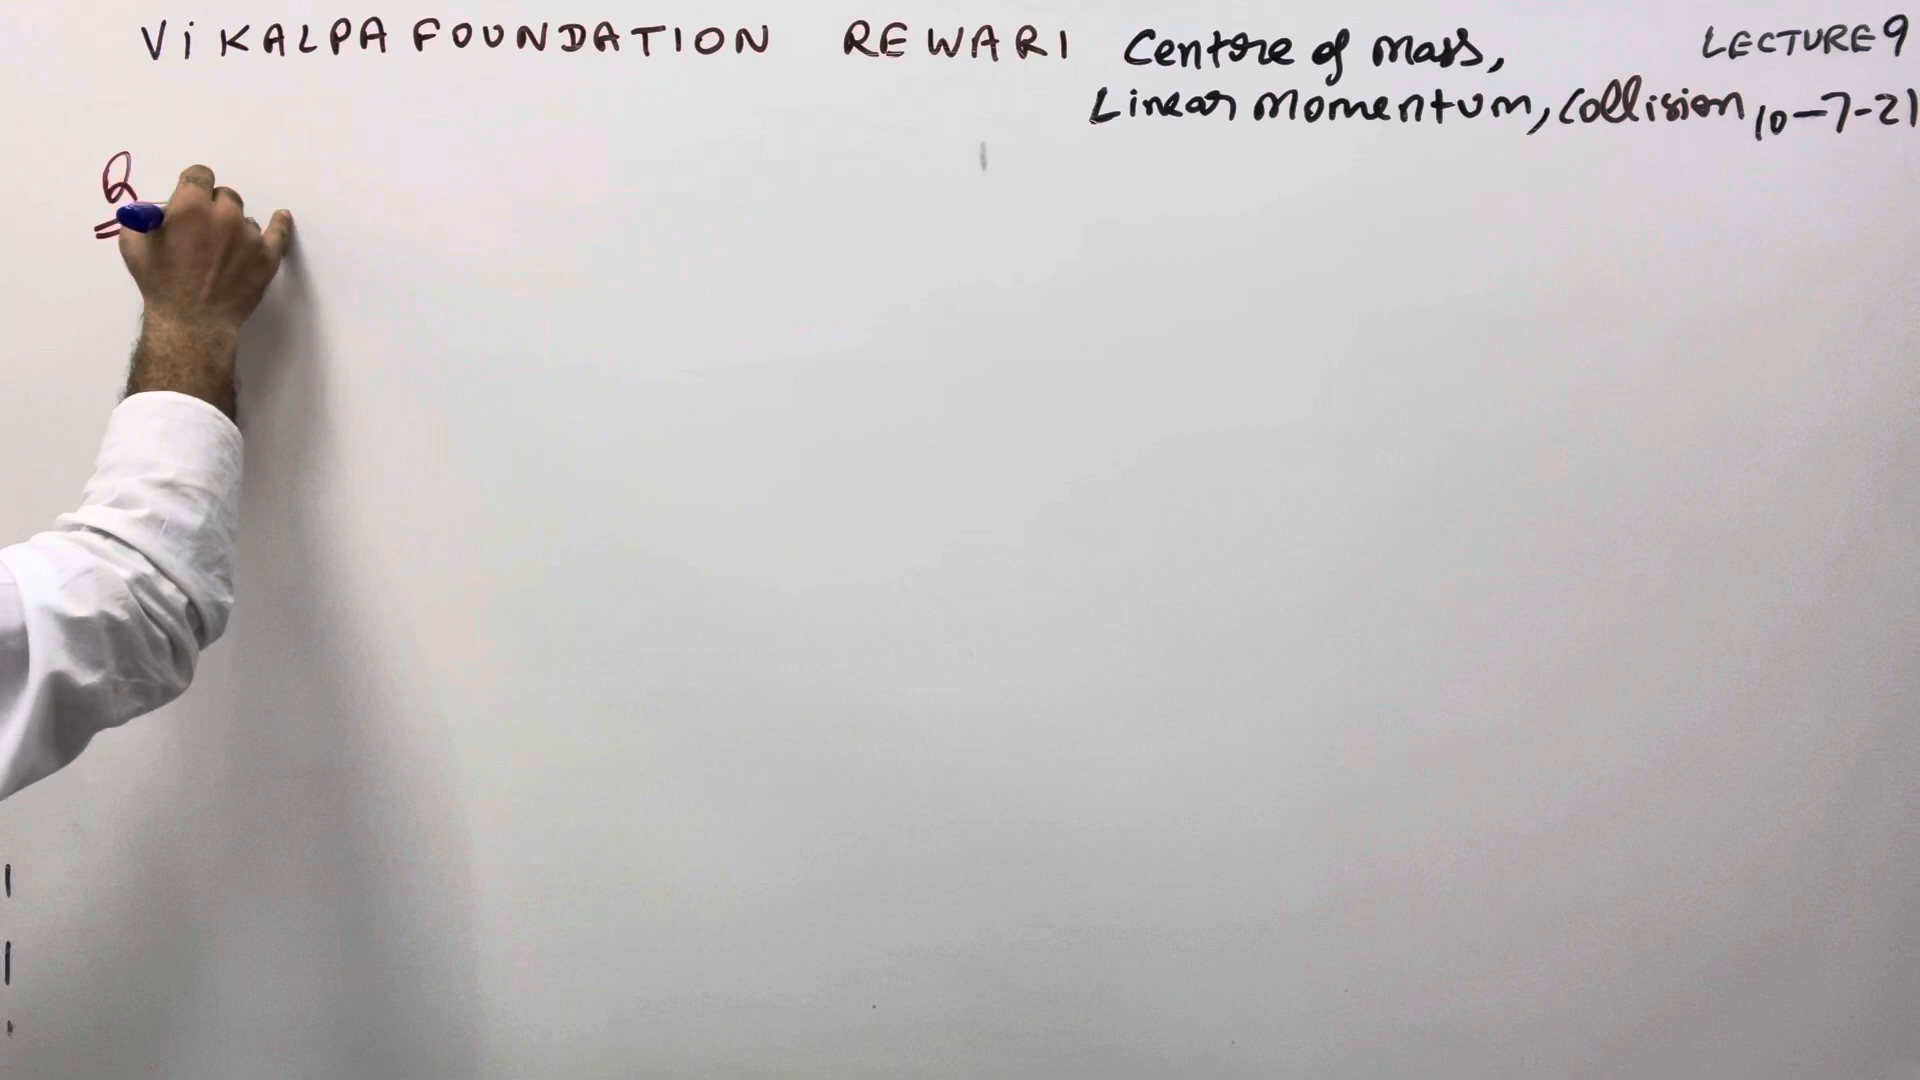 ViKALPA FOUNDATION REWARI Centre of mass, LECTURE 9
Linear momentum, Collision 10-7-21
Q